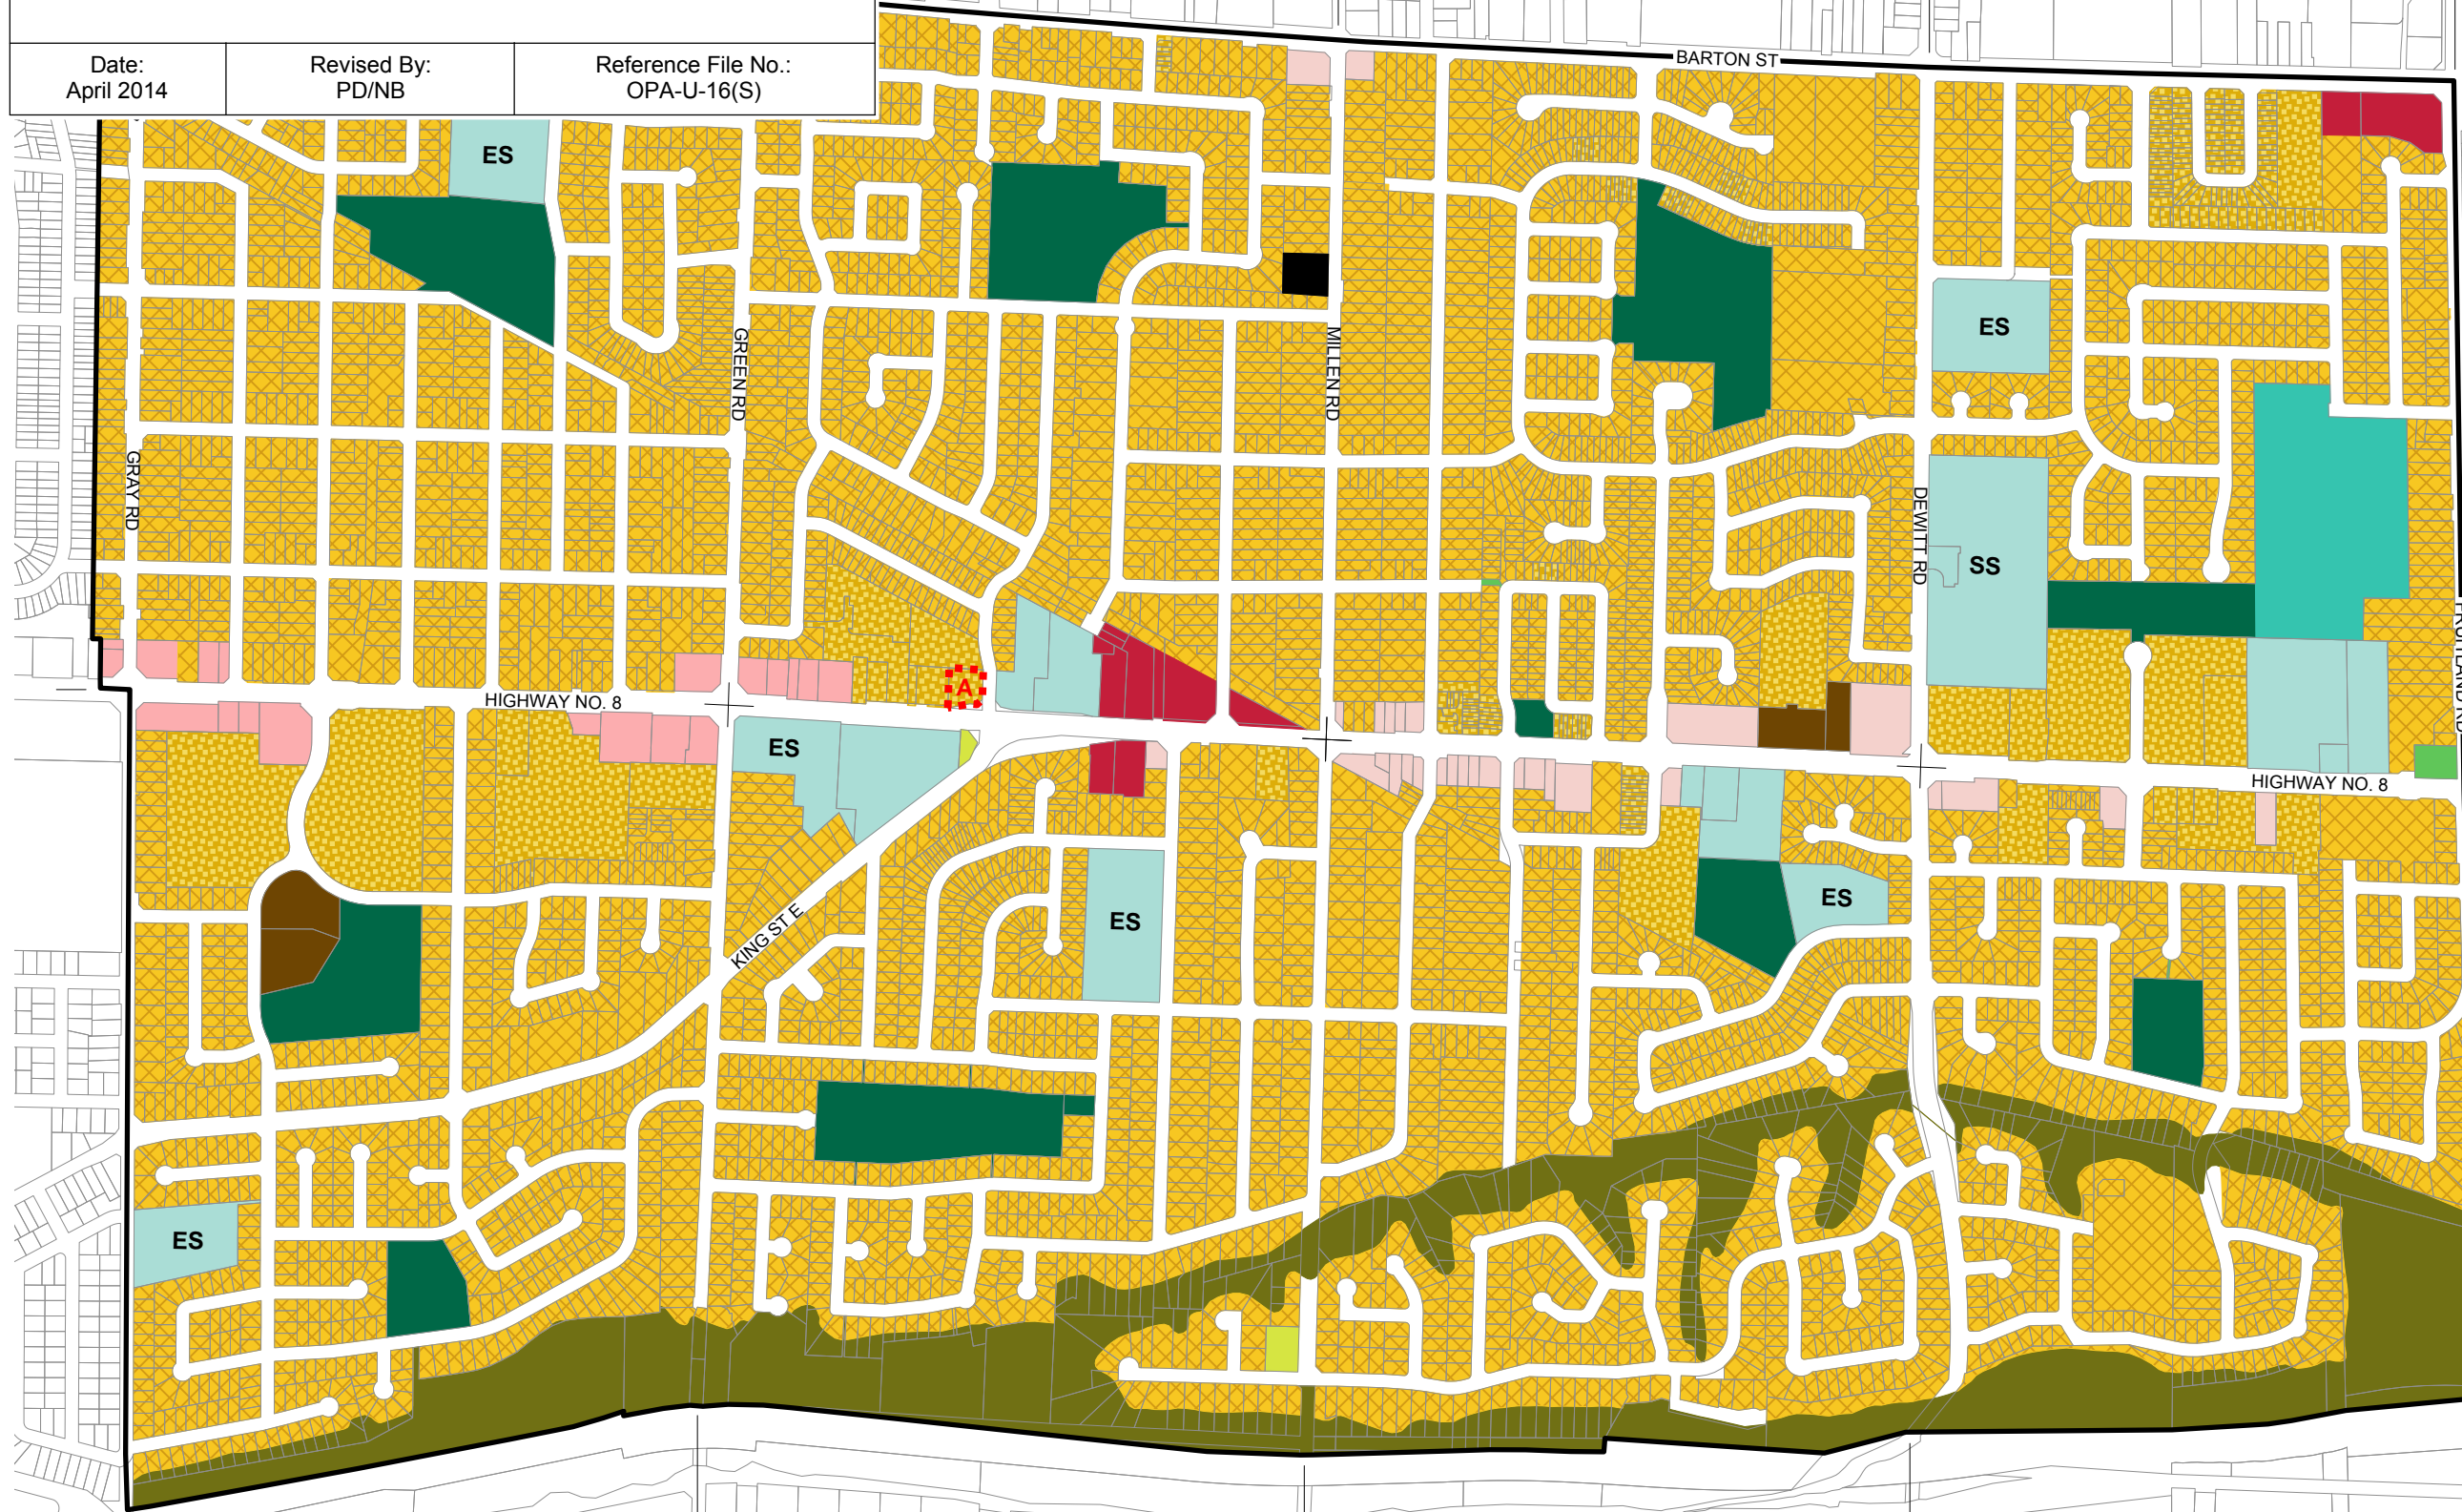 Date:
April 2014
Revised By:
PD/NB
Reference File No.:
OPA-U-16(S)
BARTON ST
ES
GREEN RD
MILLEN RD
ES
GRAY RD
DEWITT RD
SS
A
HIGHWAY NO. 8
ES
HIGHWAY NO. 8
ES
ES
KING ST E
ES